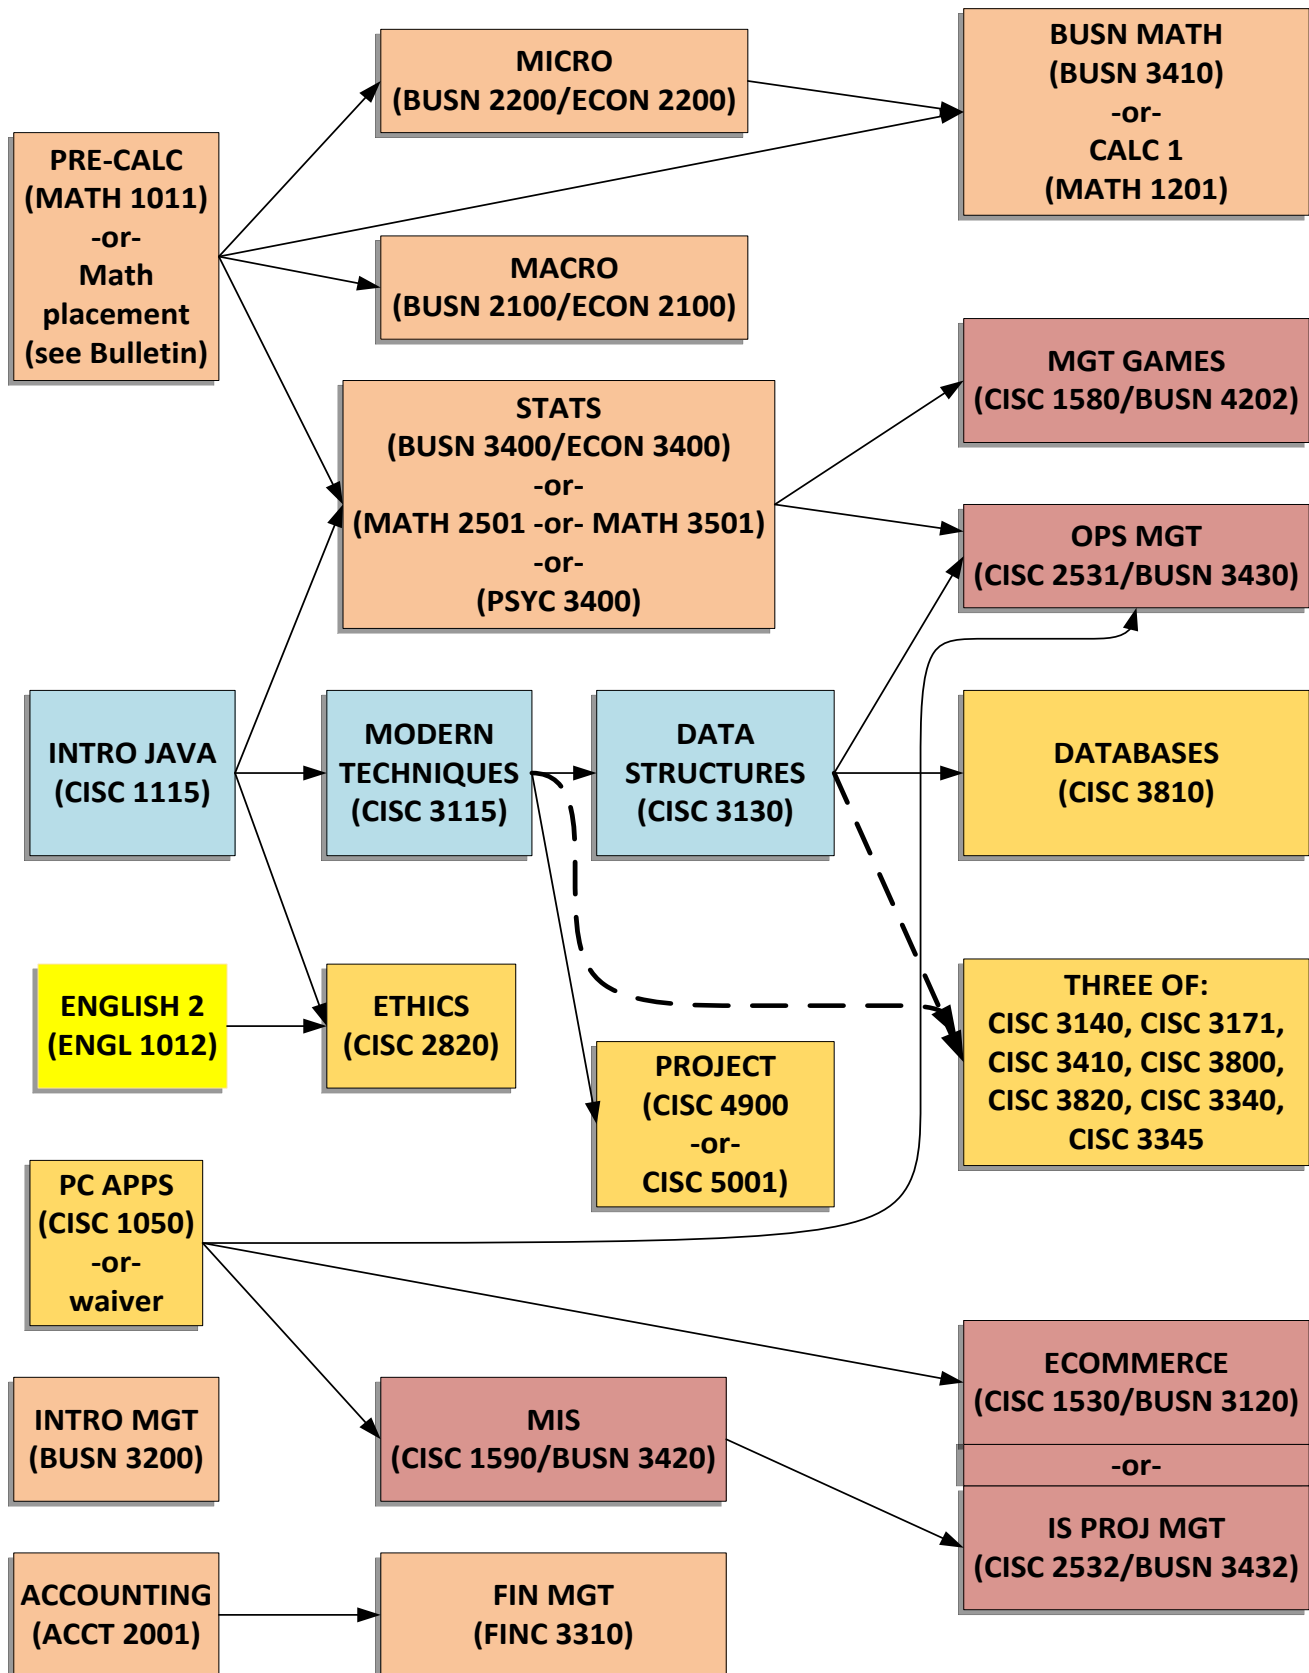 PRE-CALC
(MATH 1011)
-or-
Math
placement
(see Bulletin)
MICRO
(BUSN 2200/ECON 2200)
BUSN MATH
(BUSN 3410)
-or-
CALC 1
(MATH 1201)
MACRO
(BUSN 2100/ECON 2100)
STATS
(BUSN 3400/ECON 3400)
-or-
(MATH 2501 -or- MATH 3501)
-or-
(PSYC 3400)
MGT GAMES
(CISC 1580/BUSN 4202)
OPS MGT
(CISC 2531/BUSN 3430)
INTRO JAVA
(CISC 1115)
MODERN
TECHNIQUES
(CISC 3115)
DATA
STRUCTURES
(CISC 3130)
DATABASES
(CISC 3810)
ENGLISH 2
(ENGL 1012)
ETHICS
(CISC 2820)
PROJECT
(CISC 4900
-or-
CISC 5001)
THREE OF:
CISC 3140, CISC 3171,
CISC 3410, CISC 3800,
CISC 3820, CISC 3340,
CISC 3345
PC APPS
(CISC 1050)
-or-
waiver
INTRO MGT
(BUSN 3200)
MIS
(CISC 1590/BUSN 3420)
ECOMMERCE
(CISC 1530/BUSN 3120)
-or-
IS PROJ MGT
(CISC 2532/BUSN 3432)
ACCOUNTING
(ACCT 2001)
FIN MGT
(FINC 3310)